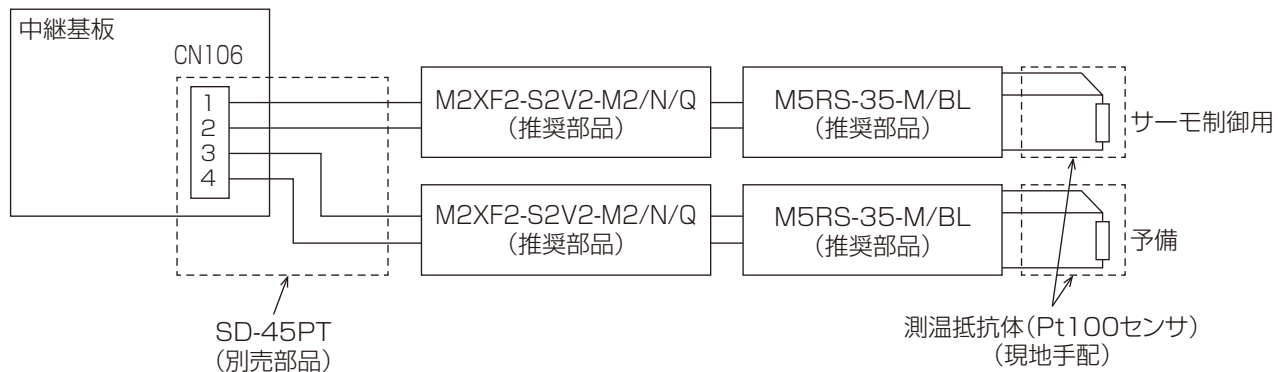 中継基板
CN106
1
2
3
4
M2XF2-S2V2-M2/N/Q
(推奨部品)
M5RS-35-M/BL
(推奨部品)
サーモ制御用
M2XF2-S2V2-M2/N/Q
(推奨部品)
M5RS-35-M/BL
(推奨部品)
予備
SD-45PT
(別売部品)
測温抵抗体(Pt100センサ)
(現地手配)